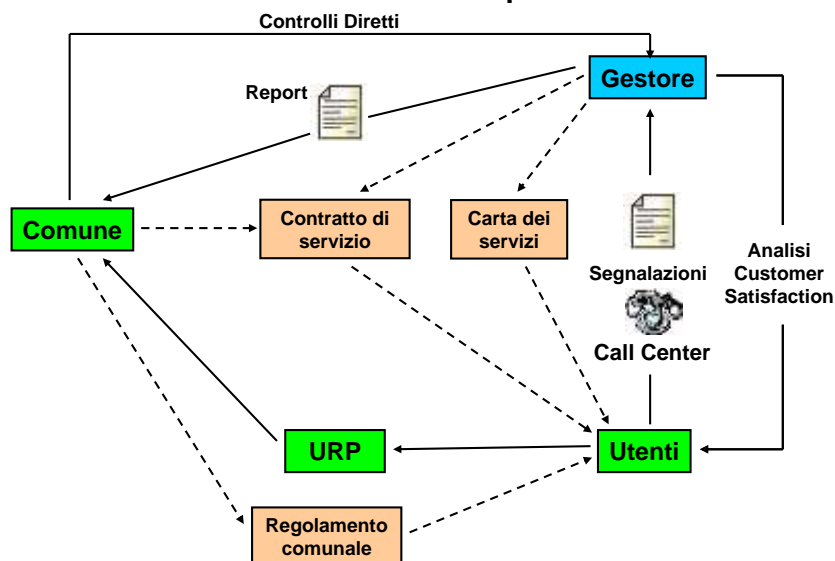 Controlli Diretti
Gestore
Report
Contratto di
servizio
Carta dei
servizi
Comune
Segnalazioni
Analisi
Customer
Satisfaction
Call Center
URP
Utenti
Regolamento
comunale